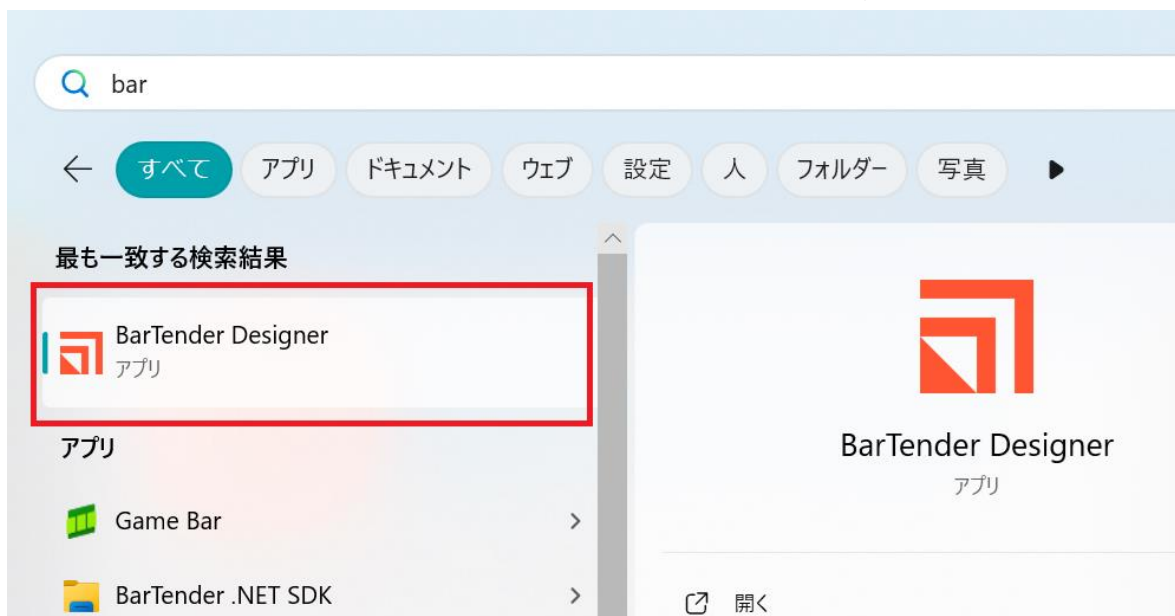 bar
すべて アプリ ドキュメント ウェブ 設定 人 フォルダー 写真
最も一致する検索結果
BarTender Designer
アプリ
アプリ
Game Bar
BarTender .NET SDK
BarTender Designer
アプリ
開く